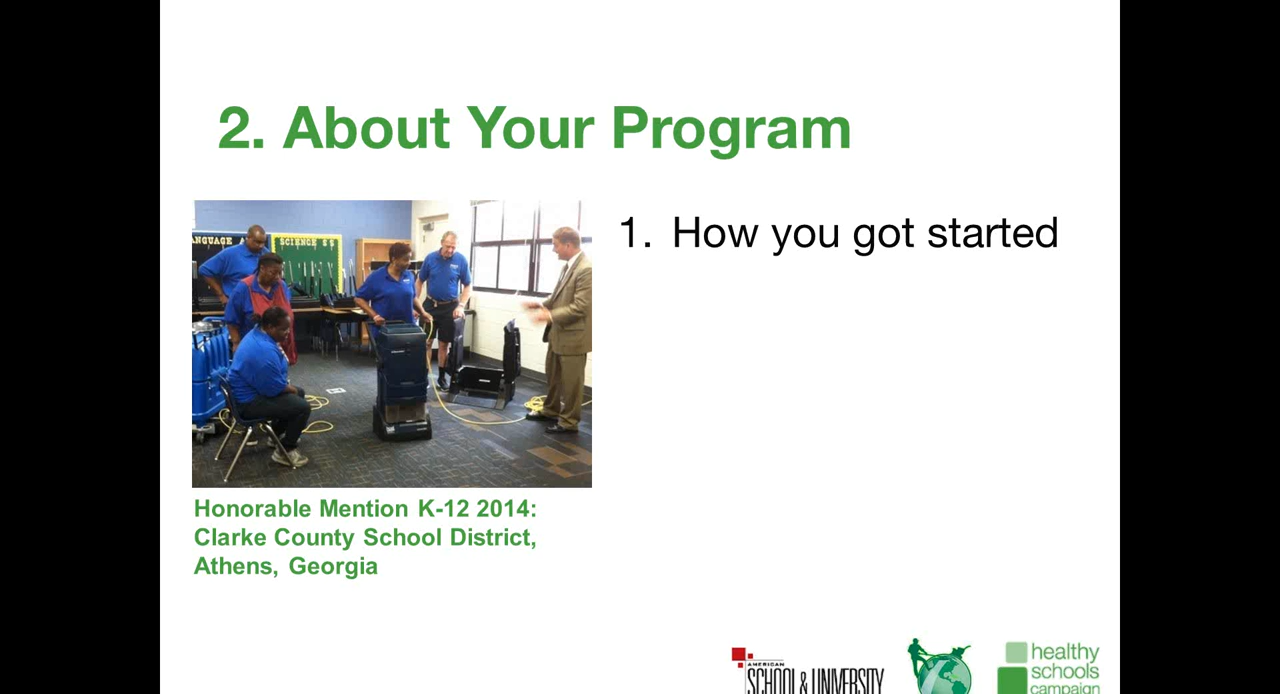 2. About Your Program
1. How you got started
SCIENCE
Honorable Mention K-12 2014:
Clarke County School District,
Athens, Georgia
AMERICAN
SCHOOL & UNIVERSITY
healthy
schools
campaign